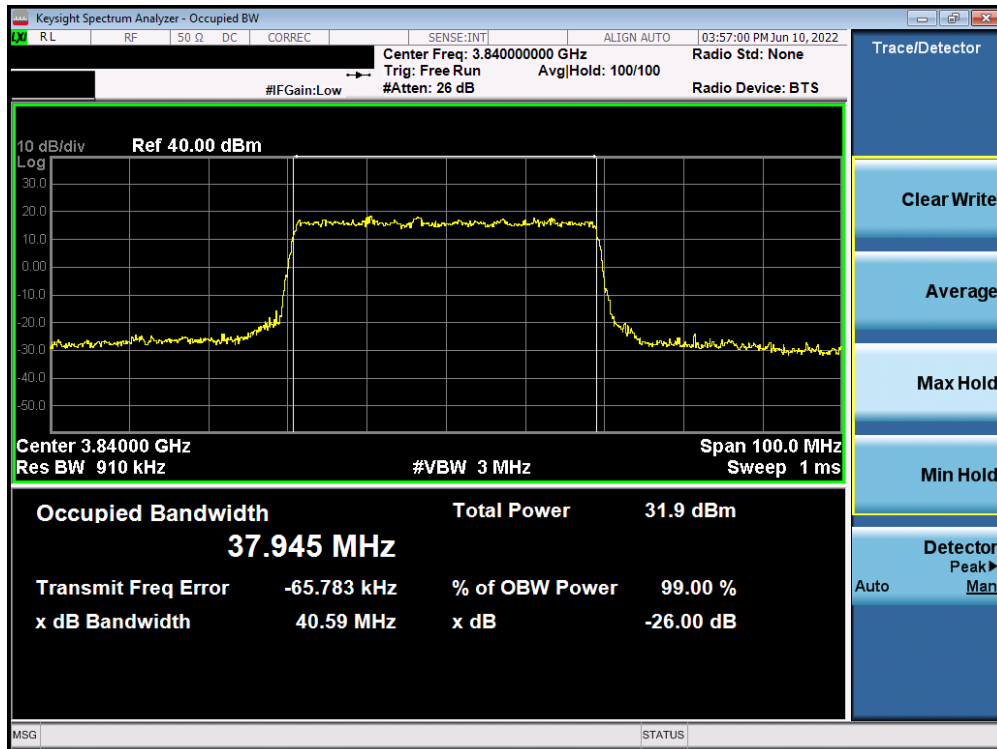 Keysight Spectrum Analyzer - Occupied BW
LXI RL RF 50 Ω DC CORREC SENSE:INT ALIGN AUTO 03:57:00 PM Jun 10, 2022
Center Freq: 3.840000000 GHz Radio Std: None
Trig: Free Run Avg|Hold: 100/100
#IFGain:Low #Atten: 26 dB Radio Device: BTS
10 dB/div Ref 40.00 dBm
Log
30.0
20.0
10.0
0.00
-10.0
-20.0
-30.0
-40.0
-50.0
Center 3.84000 GHz Span 100.0 MHz
Res BW 910 kHz #VBW 3 MHz Sweep 1 ms
Occupied Bandwidth Total Power 31.9 dBm
37.945 MHz
Transmit Freq Error -65.783 kHz % of OBW Power 99.00 %
x dB Bandwidth 40.59 MHz x dB -26.00 dB
MSG STATUS
Trace/Detector
Clear Write
Average
Max Hold
Min Hold
Detector
Peak▶
Auto Man